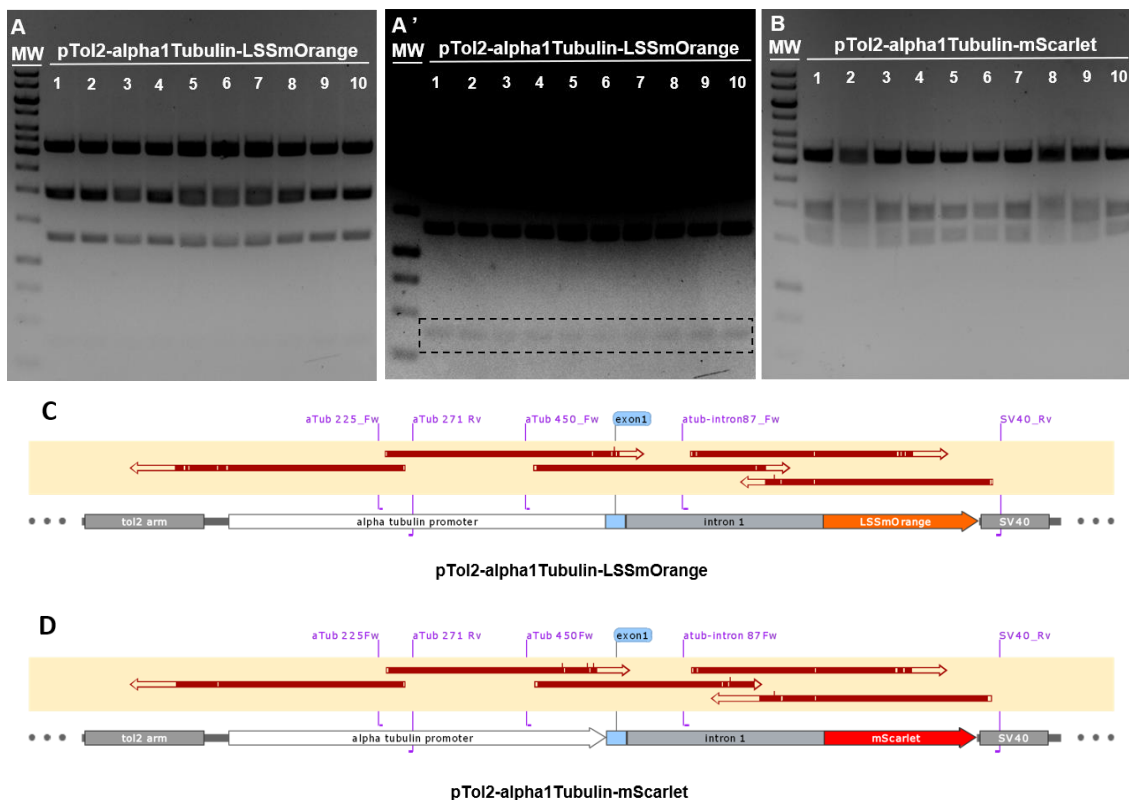 A
MW
pTol2-alpha1Tubulin-LSSmOrange
1 2 3 4 5 6 7 8 9 10
A'
MW
pTol2-alpha1Tubulin-LSSmOrange
1 2 3 4 5 6 7 8 9 10
B
MW
pTol2-alpha1Tubulin-mScarlet
1 2 3 4 5 6 7 8 9 10
C
aTub 225_Fw aTub 271 Rv aTub 450_Fw exon1 atub-intron87_Fw SV40_Rv
tol2 arm alpha tubulin promoter intron 1 LSSmOrange SV40
pTol2-alpha1Tubulin-LSSmOrange
D
aTub 225Fw aTub 271 Rv aTub 450Fw exon1 atub-intron 87Fw SV40_Rv
tol2 arm alpha tubulin promoter intron 1 mScarlet SV40
pTol2-alpha1Tubulin-mScarlet